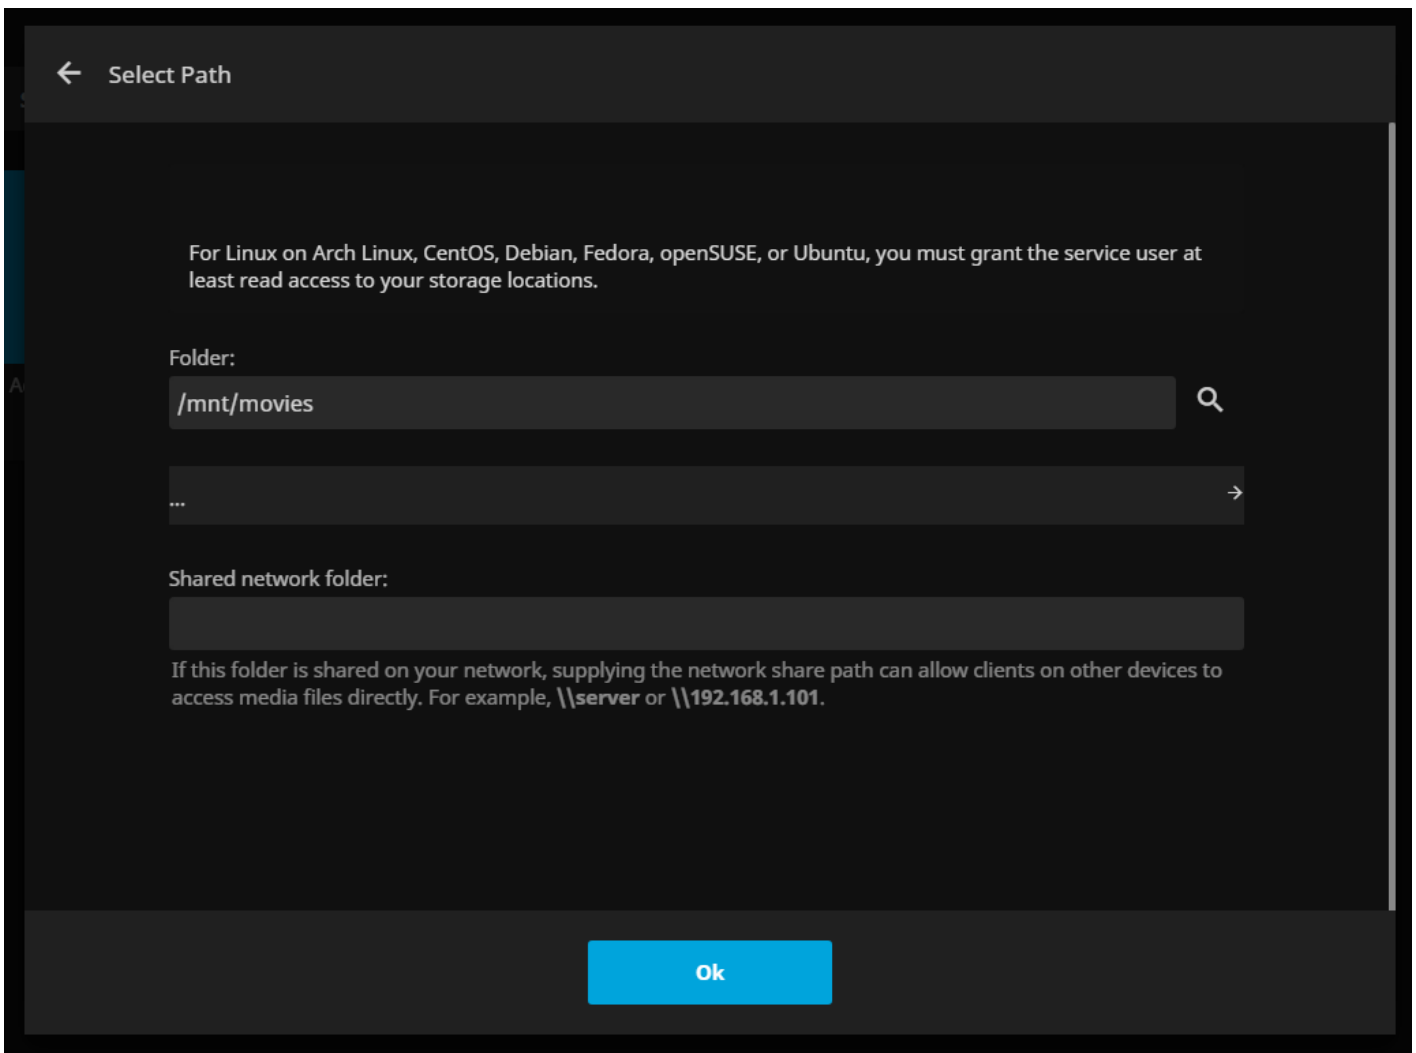 Select Path
For Linux on Arch Linux, CentOS, Debian, Fedora, openSUSE, or Ubuntu, you must grant the service user at
least read access to your storage locations.
Folder:
/mnt/movies
...
Shared network folder:
If this folder is shared on your network, supplying the network share path can allow clients on other devices to
access media files directly. For example, \\server or \\192.168.1.101.
Ok